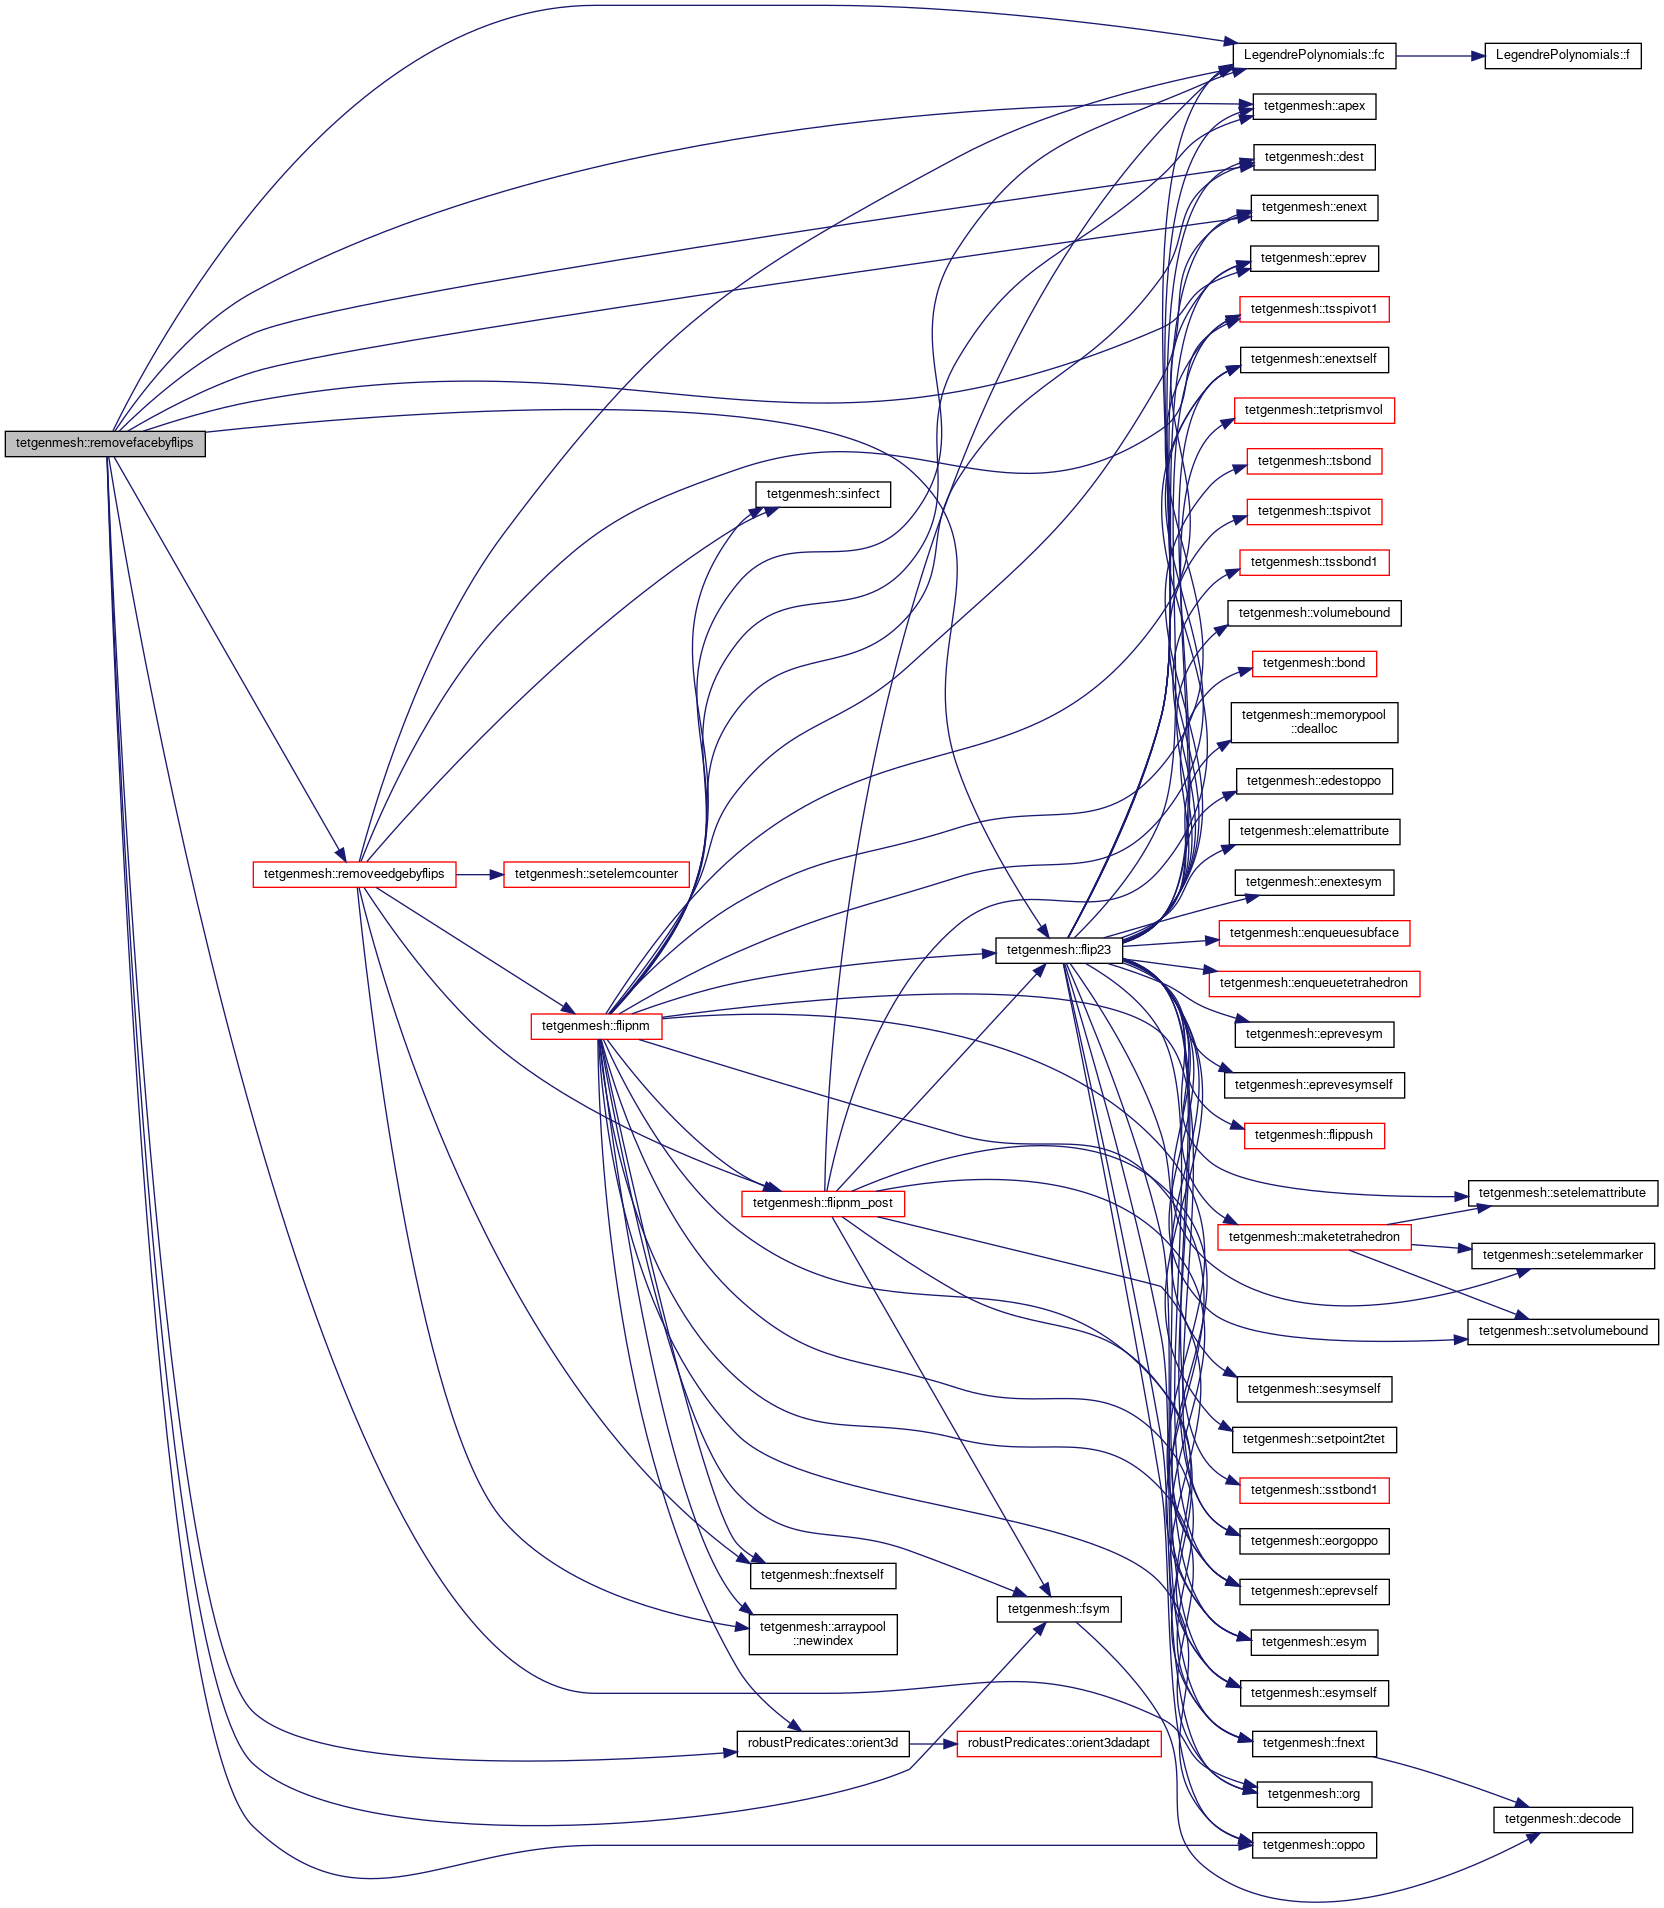 tetgenmesh::removefacebyflips
tetgenmesh::removeedgebyflips
tetgenmesh::setelemcounter
tetgenmesh::flipnm
tetgenmesh::sinfect
tetgenmesh::flipnm_post
tetgenmesh::fnextself
tetgenmesh::arraypool
::newindex
robustPredicates::orient3d
robustPredicates::orient3dadapt
tetgenmesh::flip23
tetgenmesh::fsym
LegendrePolynomials::fc
LegendrePolynomials::f
tetgenmesh::apex
tetgenmesh::dest
tetgenmesh::enext
tetgenmesh::eprev
tetgenmesh::tsspivot1
tetgenmesh::enextself
tetgenmesh::tetprismvol
tetgenmesh::tsbond
tetgenmesh::tspivot
tetgenmesh::tssbond1
tetgenmesh::volumebound
tetgenmesh::bond
tetgenmesh::memorypool
::dealloc
tetgenmesh::edestoppo
tetgenmesh::elemattribute
tetgenmesh::enextesym
tetgenmesh::enqueuesubface
tetgenmesh::enqueuetetrahedron
tetgenmesh::eprevesym
tetgenmesh::eprevesymself
tetgenmesh::flippush
tetgenmesh::maketetrahedron
tetgenmesh::setelemattribute
tetgenmesh::setelemmarker
tetgenmesh::setvolumebound
tetgenmesh::sesymself
tetgenmesh::setpoint2tet
tetgenmesh::sstbond1
tetgenmesh::eorgoppo
tetgenmesh::eprevself
tetgenmesh::esym
tetgenmesh::esymself
tetgenmesh::fnext
tetgenmesh::org
tetgenmesh::oppo
tetgenmesh::decode